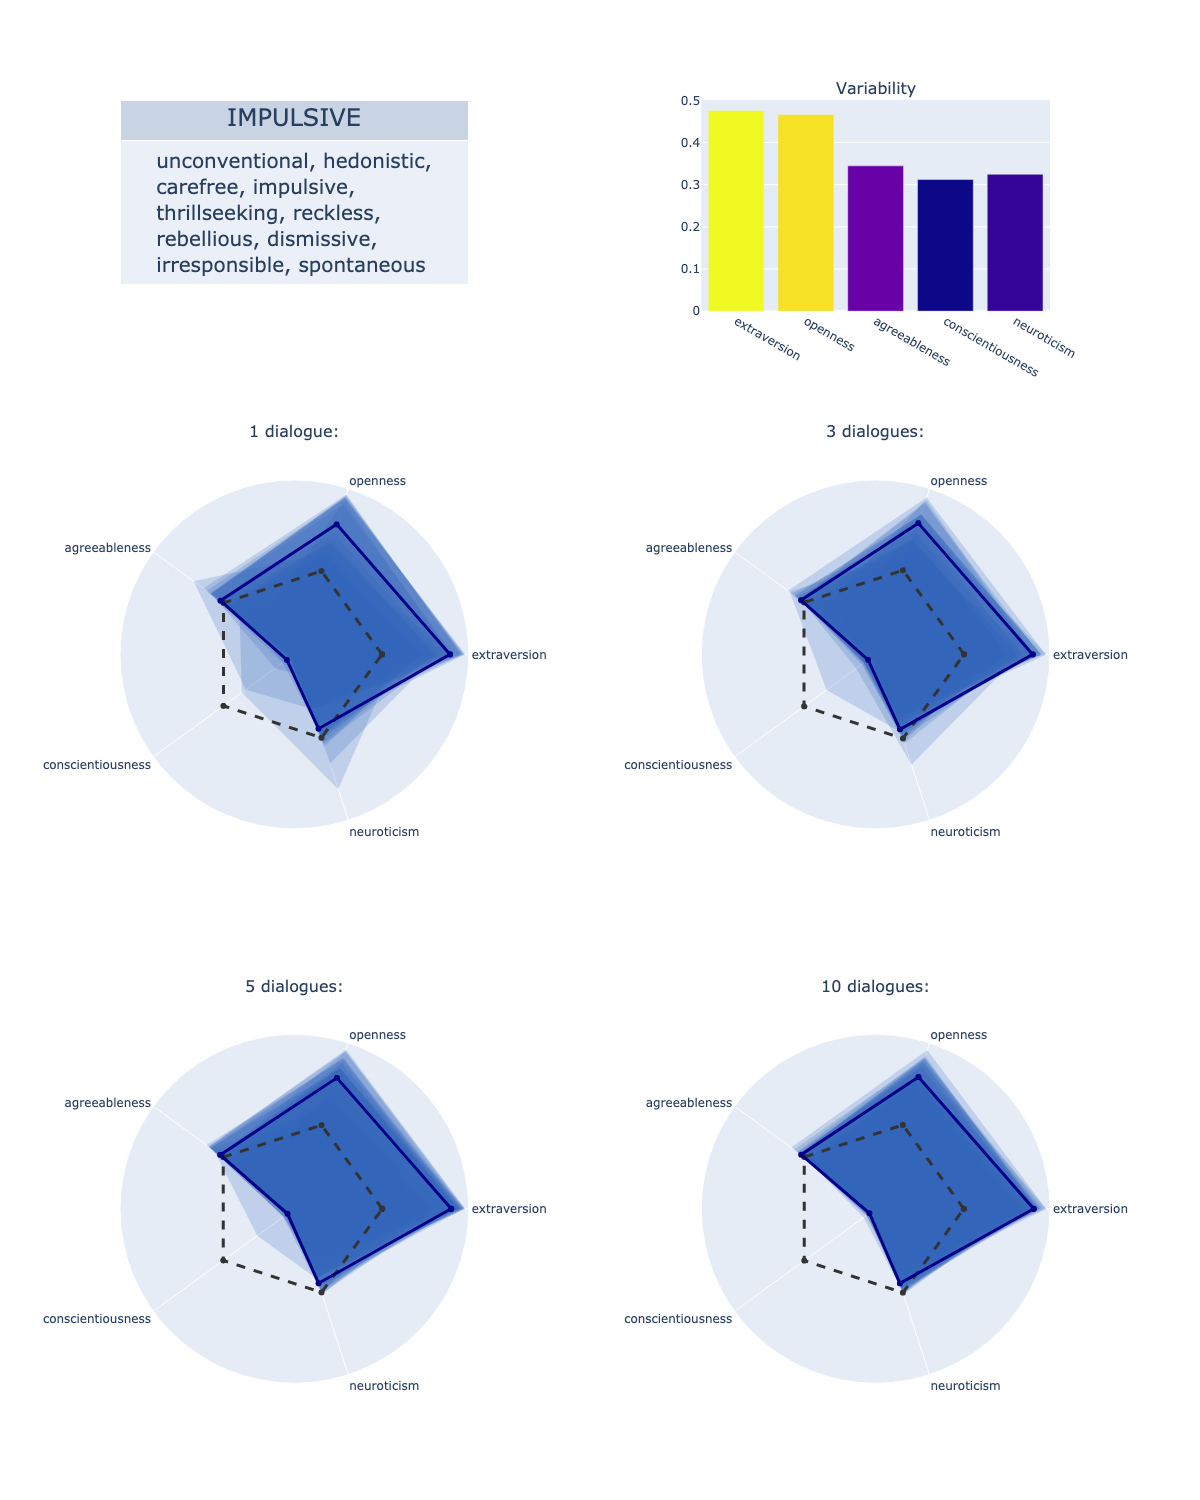 IMPULSIVE
unconventional, hedonistic,
carefree, impulsive,
thrillseeking, reckless,
rebellious, dismissive,
irresponsible, spontaneous
Variability
0.5
0.4
0.3
0.2
0.1
0
extraversion
openness
agreeableness
conscientiousness
neuroticism
1 dialogue:
openness
agreeableness
extraversion
conscientiousness
neuroticism
3 dialogues:
openness
agreeableness
extraversion
conscientiousness
neuroticism
5 dialogues:
openness
agreeableness
extraversion
conscientiousness
neuroticism
10 dialogues:
openness
agreeableness
extraversion
conscientiousness
neuroticism